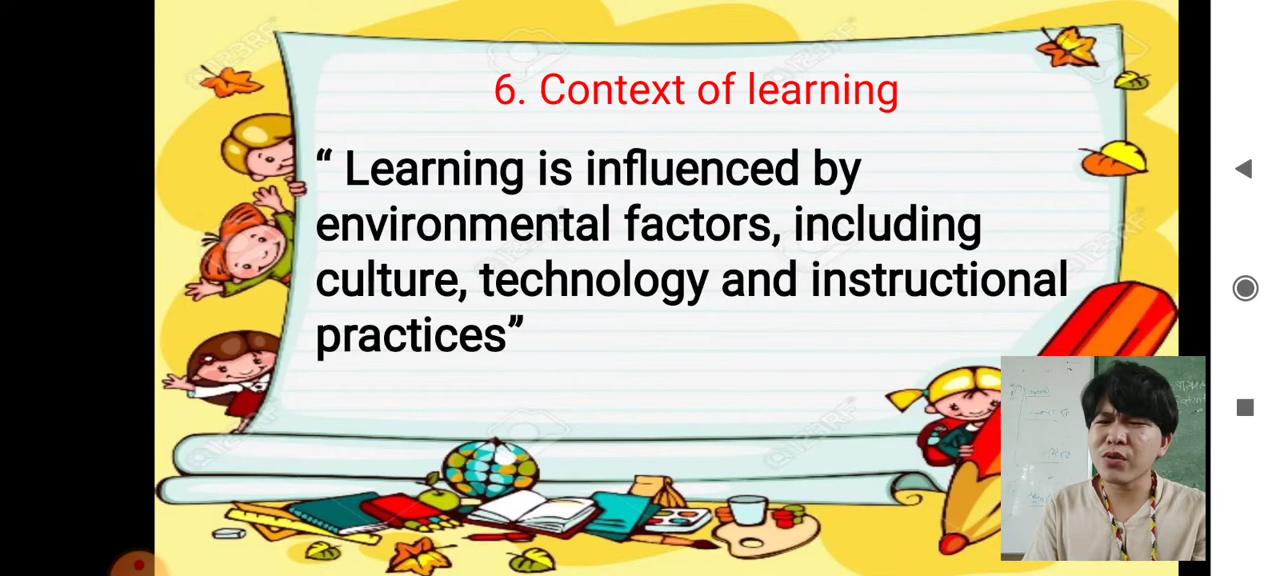 6. Context of learning
“ Learning is influenced by
environmental factors, including
culture, technology and instructional
practices”